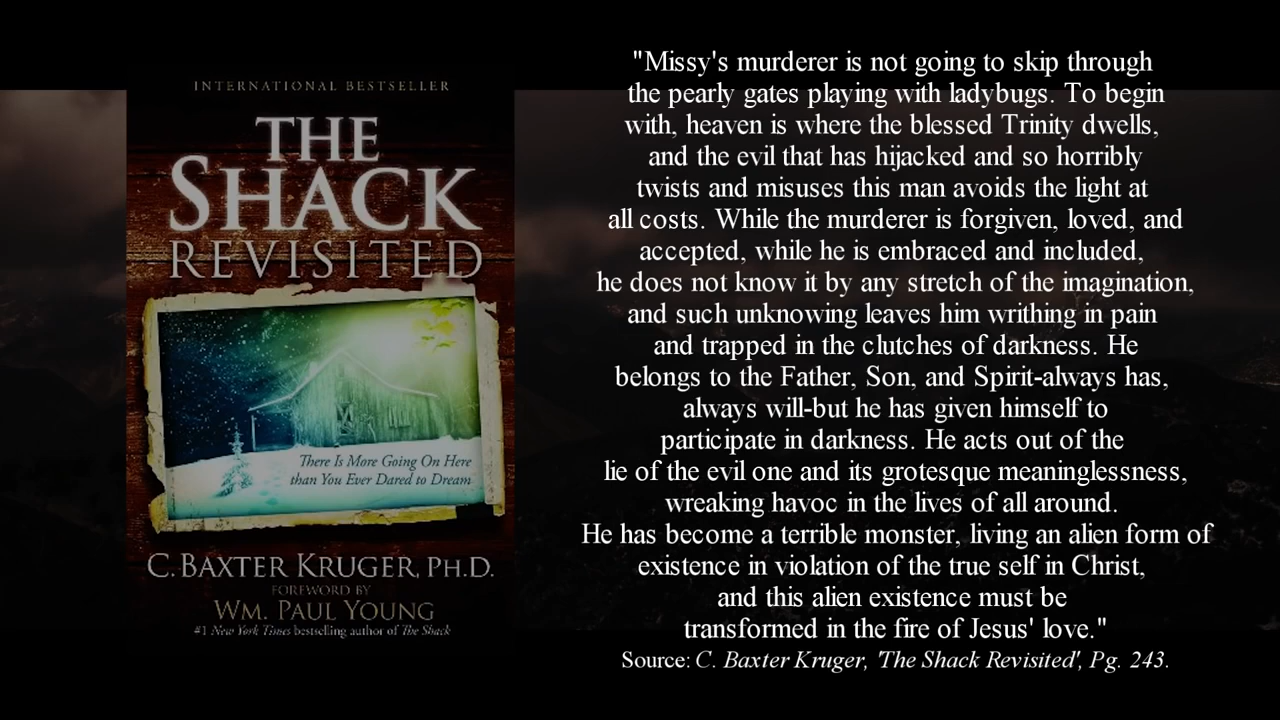 INTERNATIONAL BESTSELLER
THE
SHACK
REVISITED
There Is More Going On Here
than You Ever Dared to Dream
C. BAXTER KRUGER, PH.D.
FOREWORD BY
WM. PAUL YOUNG
#1 New York Times bestselling author of The Shack
"Missy's murderer is not going to skip through
the pearly gates playing with ladybugs. To begin
with, heaven is where the blessed Trinity dwells,
and the evil that has hijacked and so horribly
twists and misuses this man avoids the light at
all costs. While the murderer is forgiven, loved, and
accepted, while he is embraced and included,
he does not know it by any stretch of the imagination,
and such unknowing leaves him writhing in pain
and trapped in the clutches of darkness. He
belongs to the Father, Son, and Spirit-always has,
always will-but he has given himself to
participate in darkness. He acts out of the
lie of the evil one and its grotesque meaninglessness,
wreaking havoc in the lives of all around.
He has become a terrible monster, living an alien form of
existence in violation of the true self in Christ,
and this alien existence must be
transformed in the fire of Jesus' love."
Source: C. Baxter Kruger, 'The Shack Revisited', Pg. 243.